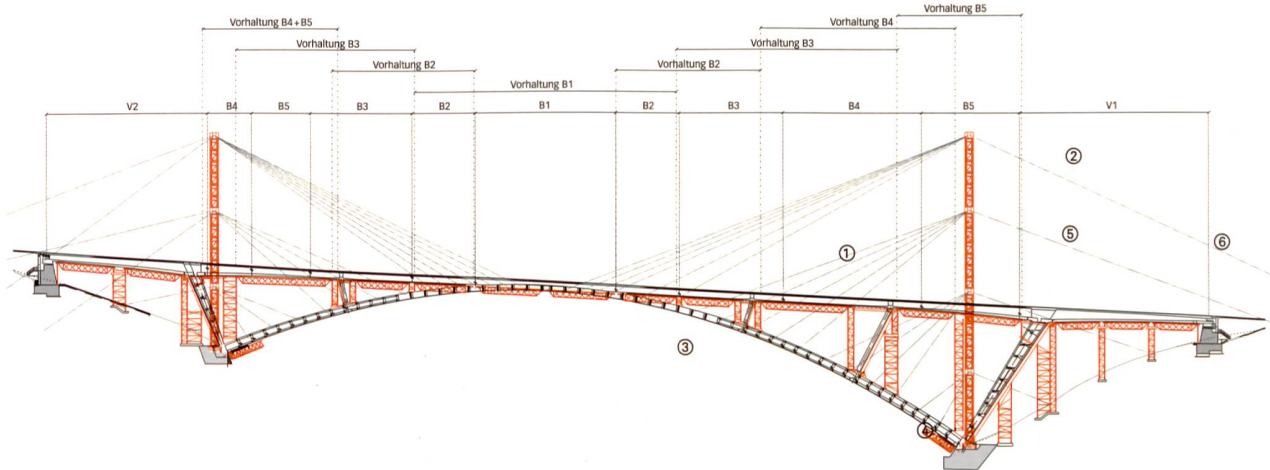 Vorhaltung B5
Vorhaltung B4+B5
Vorhaltung B4
Vorhaltung B3
Vorhaltung B3
Vorhaltung B2
Vorhaltung B2
Vorhaltung B1
V2 B4 B5 B3 B2 B1 B2 B3 B4 B5 V1
2
5
6
1
3
4